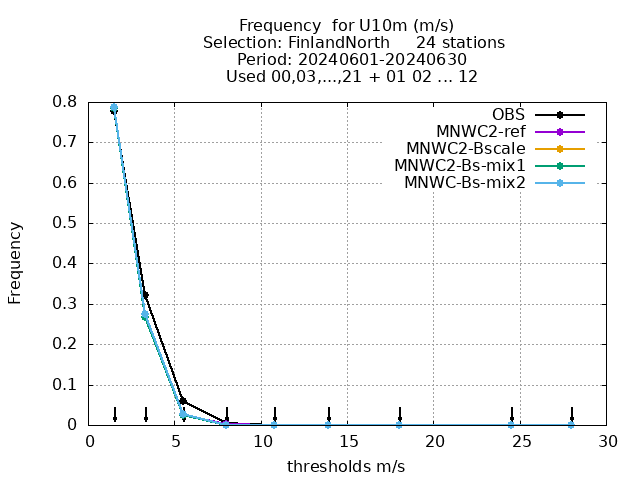 Frequency  for U10m (m/s)
Selection: FinlandNorth     24 stations
Period: 20240601-20240630
Used 00,03,...,21 + 01 02 ... 12
0.8
0.7
0.6
0.5
0.4
0.3
0.2
0.1
0
Frequency
OBS
MNWC2-ref
MNWC2-Bscale
MNWC2-Bs-mix1
MNWC-Bs-mix2
0 5 10 15 20 25 30
thresholds m/s